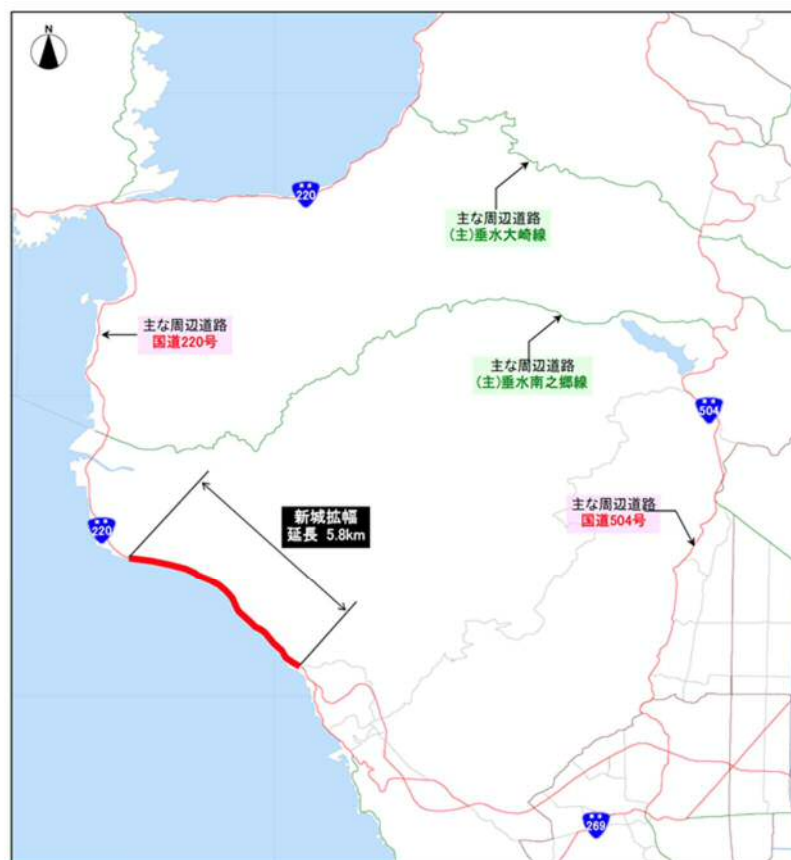 N
220
主な周辺道路
(主)垂水大崎線
主な周辺道路
国道220号
主な周辺道路
(主)垂水南之郷線
504
新城拡幅
延長 5.8km
主な周辺道路
国道504号
220
269